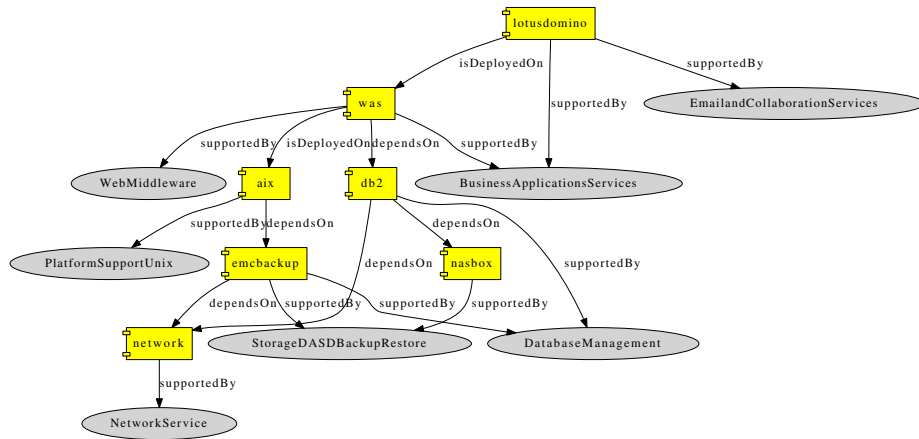 lotusdomino
isDeployedOn
supportedBy
supportedBy
was
EmailandCollaborationServices
supportedBy
isDeployedOn
dependsOn
supportedBy
WebMiddleware
aix
db2
BusinessApplicationsServices
supportedBy
dependsOn
dependsOn
PlatformSupportUnix
emcbackup
dependsOn
nasbox
supportedBy
dependsOn
supportedBy
supportedBy
supportedBy
network
StorageDASDBackupRestore
DatabaseManagement
supportedBy
NetworkService